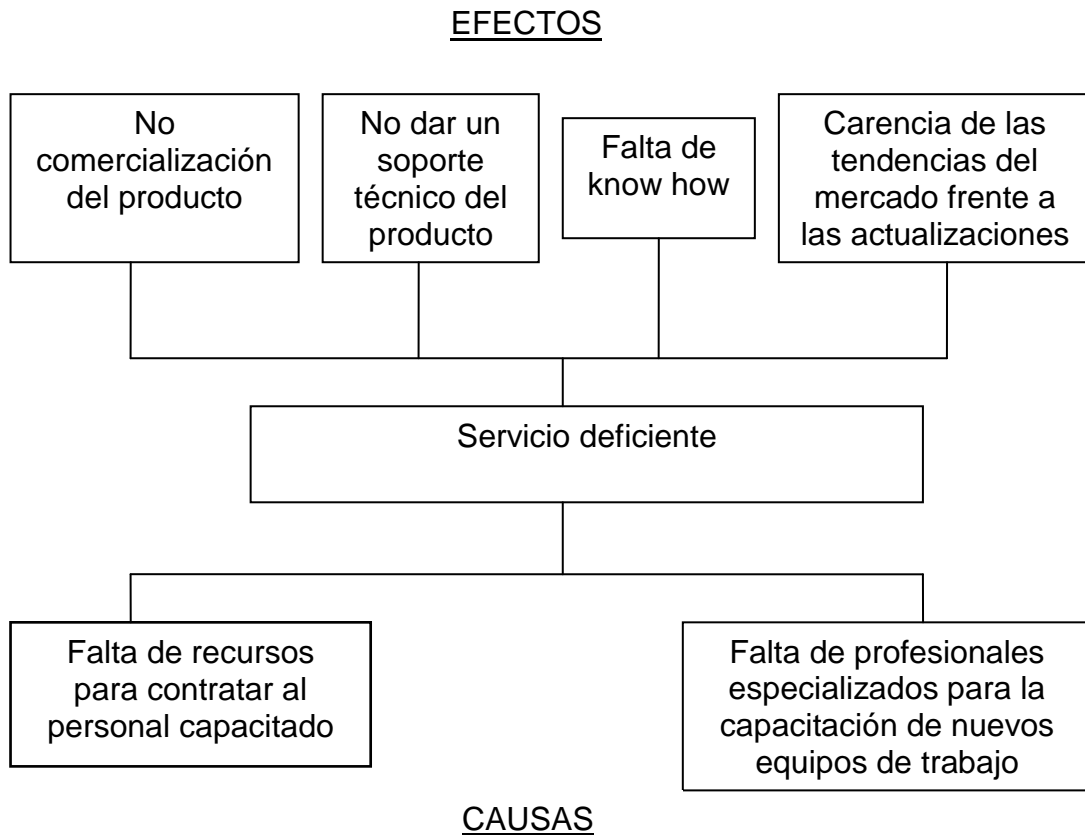 EFECTOS
No
comercialización
del producto
No dar un
soporte
técnico del
producto
Falta de
know how
Carencia de las
tendencias del
mercado frente a
las actualizaciones
Servicio deficiente
Falta de recursos
para contratar al
personal capacitado
Falta de profesionales
especializados para la
capacitación de nuevos
equipos de trabajo
CAUSAS